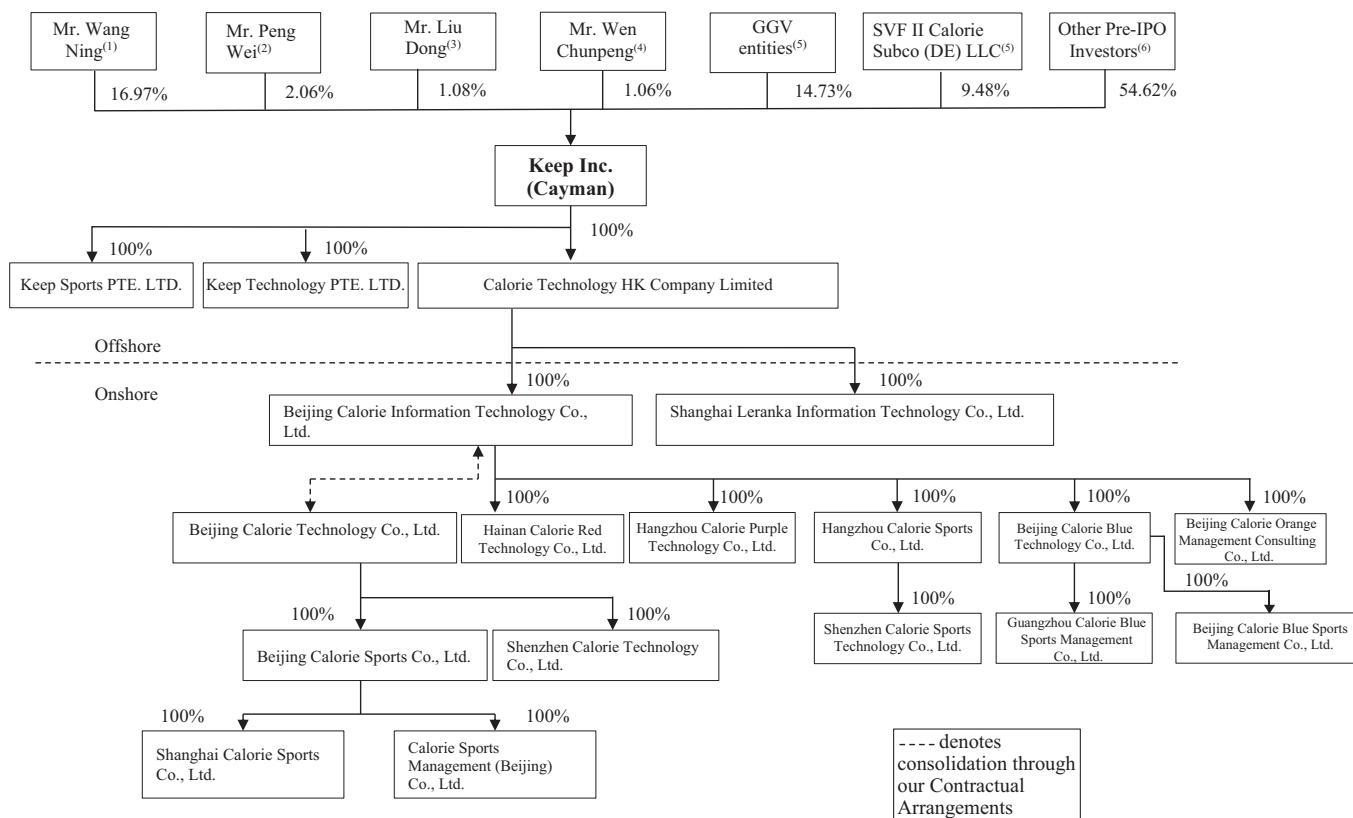 Mr. Wang
Ning(1)
Mr. Peng
Wei(2)
Mr. Liu
Dong(3)
Mr. Wen
Chunpeng(4)
GGV
entities(5)
SVF II Calorie
Subco (DE) LLC(5)
Other Pre-IPO
Investors(6)
16.97%
2.06%
1.08%
1.06%
14.73%
9.48%
54.62%
Keep Inc.
(Cayman)
100%
100%
100%
Keep Sports PTE. LTD.
Keep Technology PTE. LTD.
Calorie Technology HK Company Limited
Offshore
Onshore
100%
100%
Beijing Calorie Information Technology Co.,
Ltd.
Shanghai Leranka Information Technology Co., Ltd.
100%
100%
100%
100%
100%
Beijing Calorie Technology Co., Ltd.
Hainan Calorie Red
Technology Co., Ltd.
Hangzhou Calorie Purple
Technology Co., Ltd.
Hangzhou Calorie Sports
Co., Ltd.
Beijing Calorie Blue
Technology Co., Ltd.
Beijing Calorie Orange
Management Consulting
Co., Ltd.
100%
100%
100%
100%
100%
Beijing Calorie Sports Co., Ltd.
Shenzhen Calorie Technology
Co., Ltd.
Shenzhen Calorie Sports
Technology Co., Ltd.
Guangzhou Calorie Blue
Sports Management
Co., Ltd.
Beijing Calorie Blue Sports
Management Co., Ltd.
100%
100%
Shanghai Calorie Sports
Co., Ltd.
Calorie Sports
Management (Beijing)
Co., Ltd.
---- denotes
consolidation through
our Contractual
Arrangements